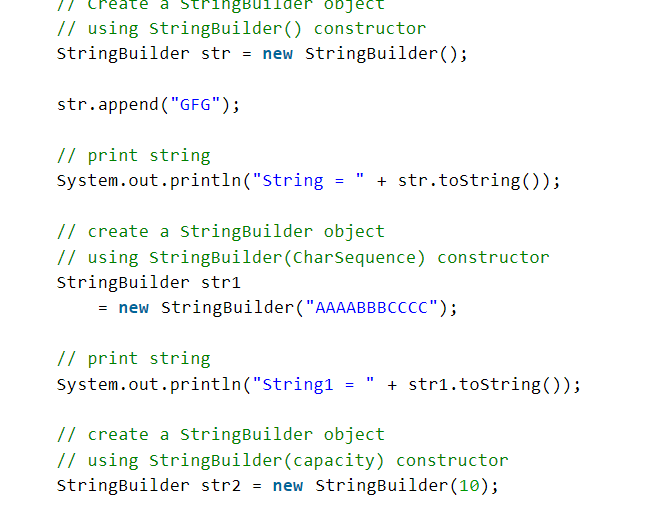 // Create a StringBuilder object
// using StringBuilder() constructor
StringBuilder str = new StringBuilder();
str.append("GFG");
// print string
System.out.println("String = " + str.toString());
// create a StringBuilder object
// using StringBuilder(CharSequence) constructor
StringBuilder str1
= new StringBuilder("AAAABBBCCCC");
// print string
System.out.println("String1 = " + str1.toString());
// create a StringBuilder object
// using StringBuilder(capacity) constructor
StringBuilder str2 = new StringBuilder(10);